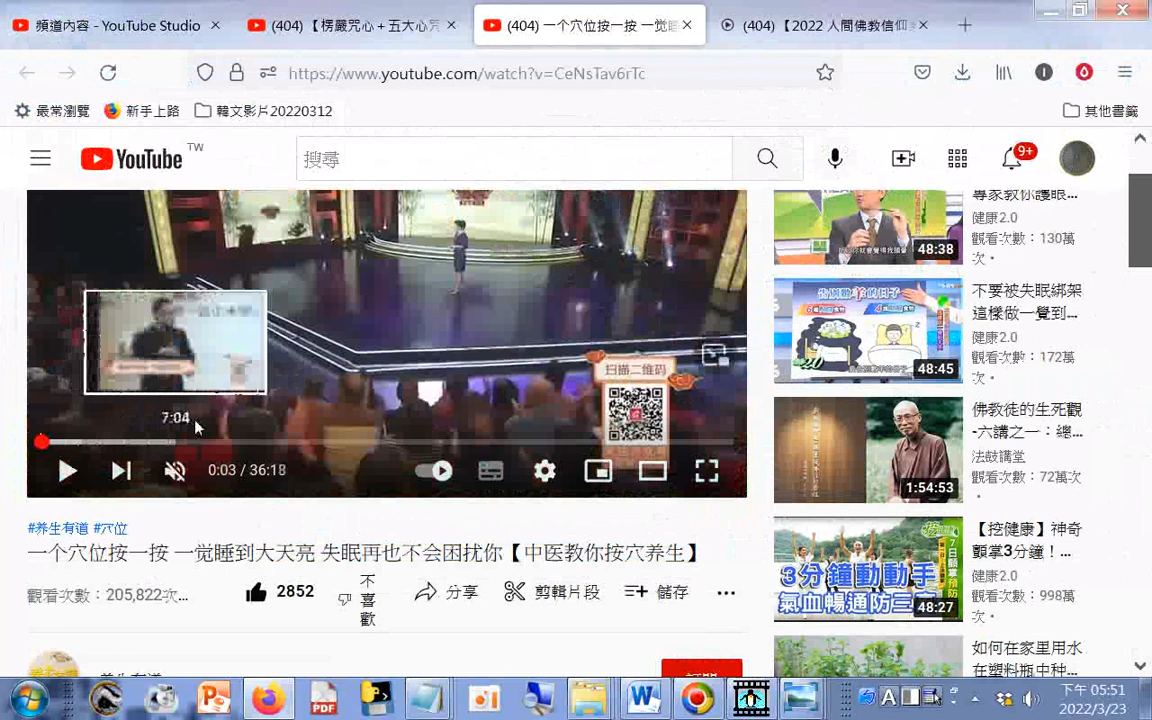 頻道內容 - YouTube Studio
(404) 【楞嚴咒心 + 五大心咒
(404) 一个穴位按一按 一觉睡
(404) 【2022 人間佛教信仰
https://www.youtube.com/watch?v=CeNsTav6rTc
最常瀏覽
新手上路
韓文影片20220312
其他書籤
YouTube TW
搜尋
9+
扫描二维码
7:04
0:03 / 36:18
#养生有道 #穴位
一个穴位按一按 一觉睡到大天亮 失眠再也不会困扰你【中医教你按穴养生】
觀看次數：205,822次...
2852
不喜歡
分享
剪輯片段
儲存
專家教你護眼...
健康2.0
觀看次數：130萬次・
48:38
不要被失眠綁架
這樣做一覺到...
健康2.0
觀看次數：172萬次・
告別數羊的日子
48:45
佛教徒的生死觀
-六講之一：總...
法鼓講堂
觀看次數：72萬次・
1:54:53
【挖健康】神奇
顫掌3分鐘！...
健康2.0
觀看次數：998萬次・
3分鐘動動手
氣血暢通防三高
48:27
如何在家里用水
在塑料瓶中种...
下午 05:51
2022/3/23